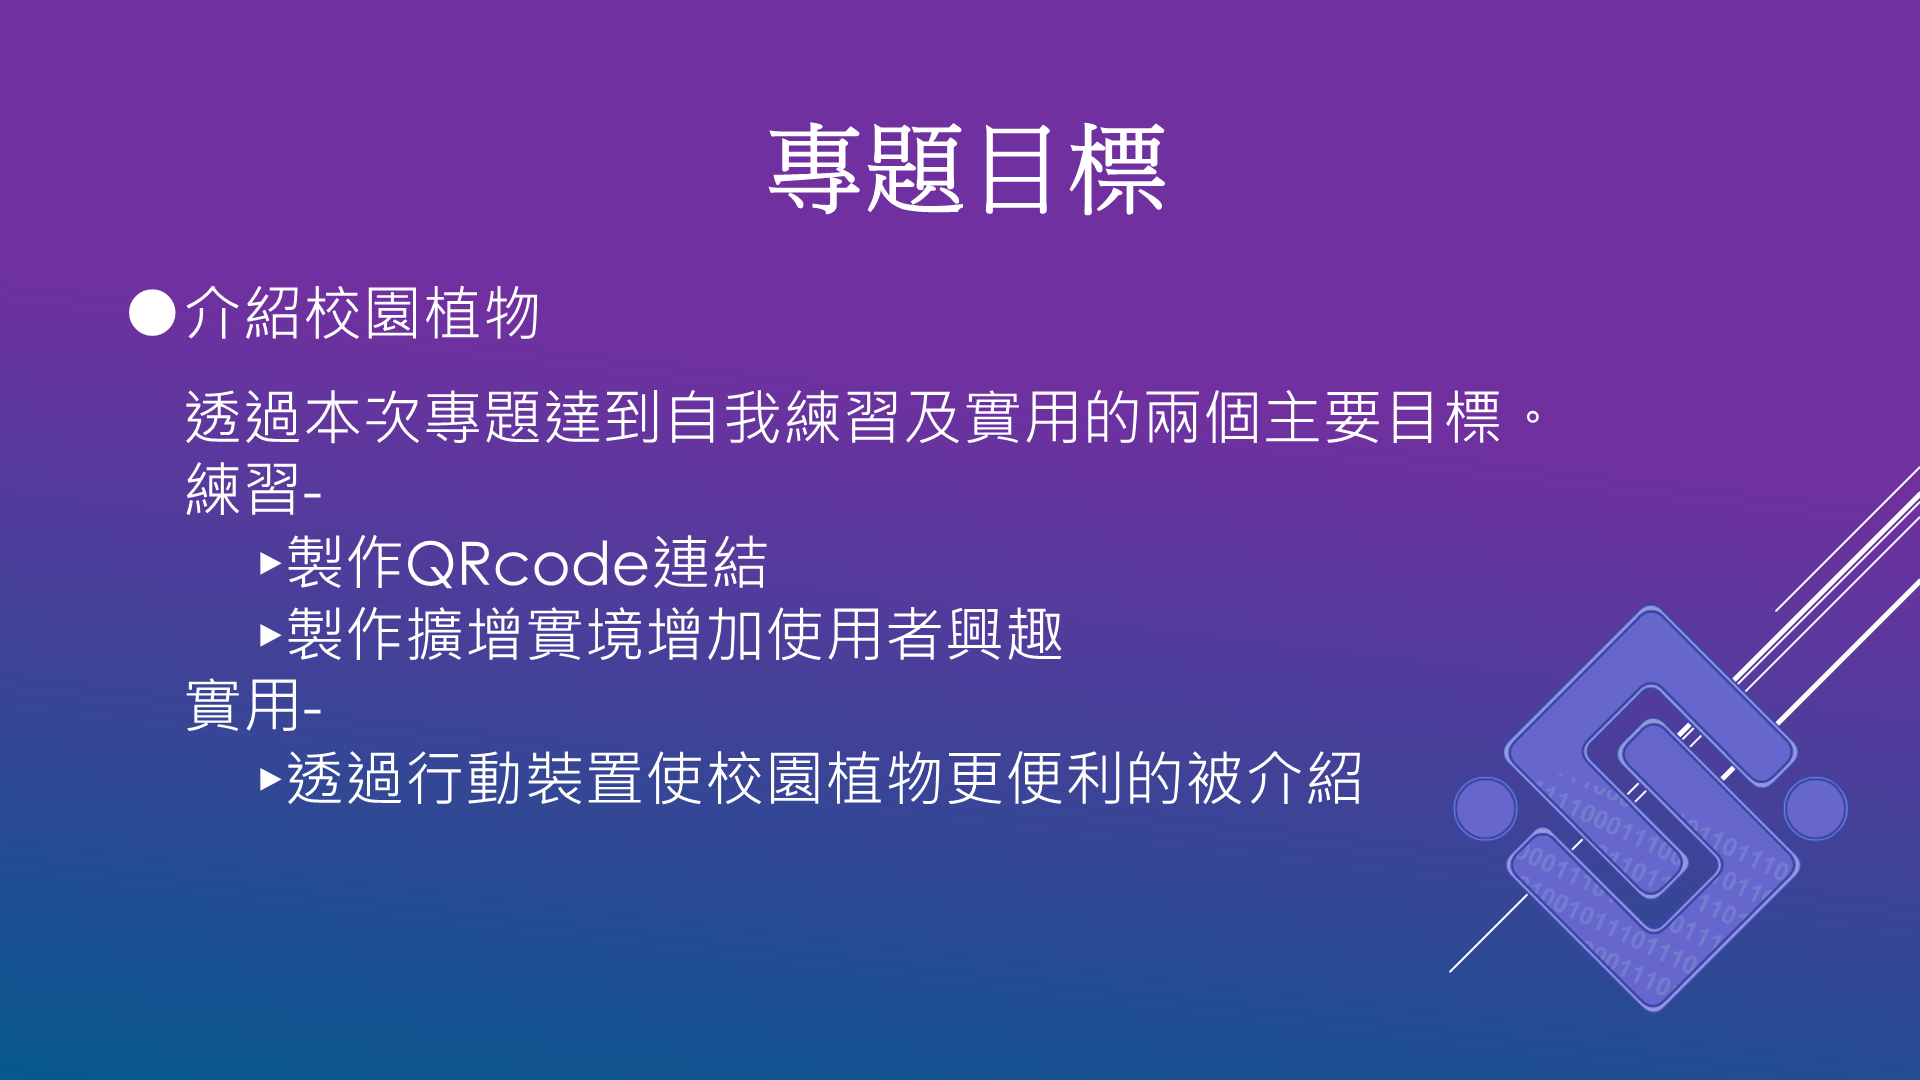 專題目標
●介紹校園植物
透過本次專題達到自我練習及實用的兩個主要目標。
練習-
▸製作QRcode連結
▸製作擴增實境增加使用者興趣
實用-
▸透過行動裝置使校園植物更便利的被介紹